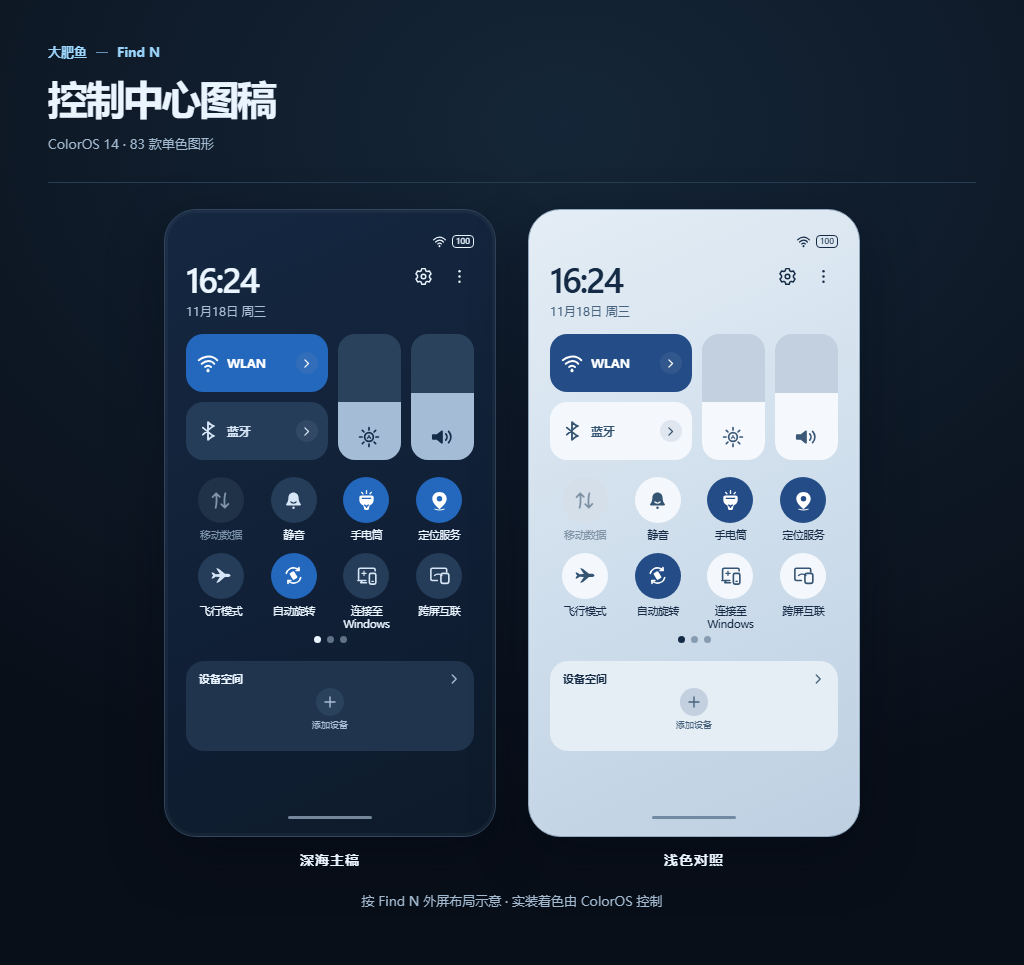 大肥鱼 — Find N
控制中心图稿
ColorOS 14 · 83 款单色图形
100
16:24
11月18日 周三
WLAN
蓝牙
移动数据 静音 手电筒 定位服务
飞行模式 自动旋转 连接至 跨屏互联
Windows
设备空间
添加设备
深海主稿
100
16:24
11月18日 周三
WLAN
蓝牙
移动数据 静音 手电筒 定位服务
飞行模式 自动旋转 连接至 跨屏互联
Windows
设备空间
添加设备
浅色对照
按 Find N 外屏布局示意 · 实装着色由 ColorOS 控制